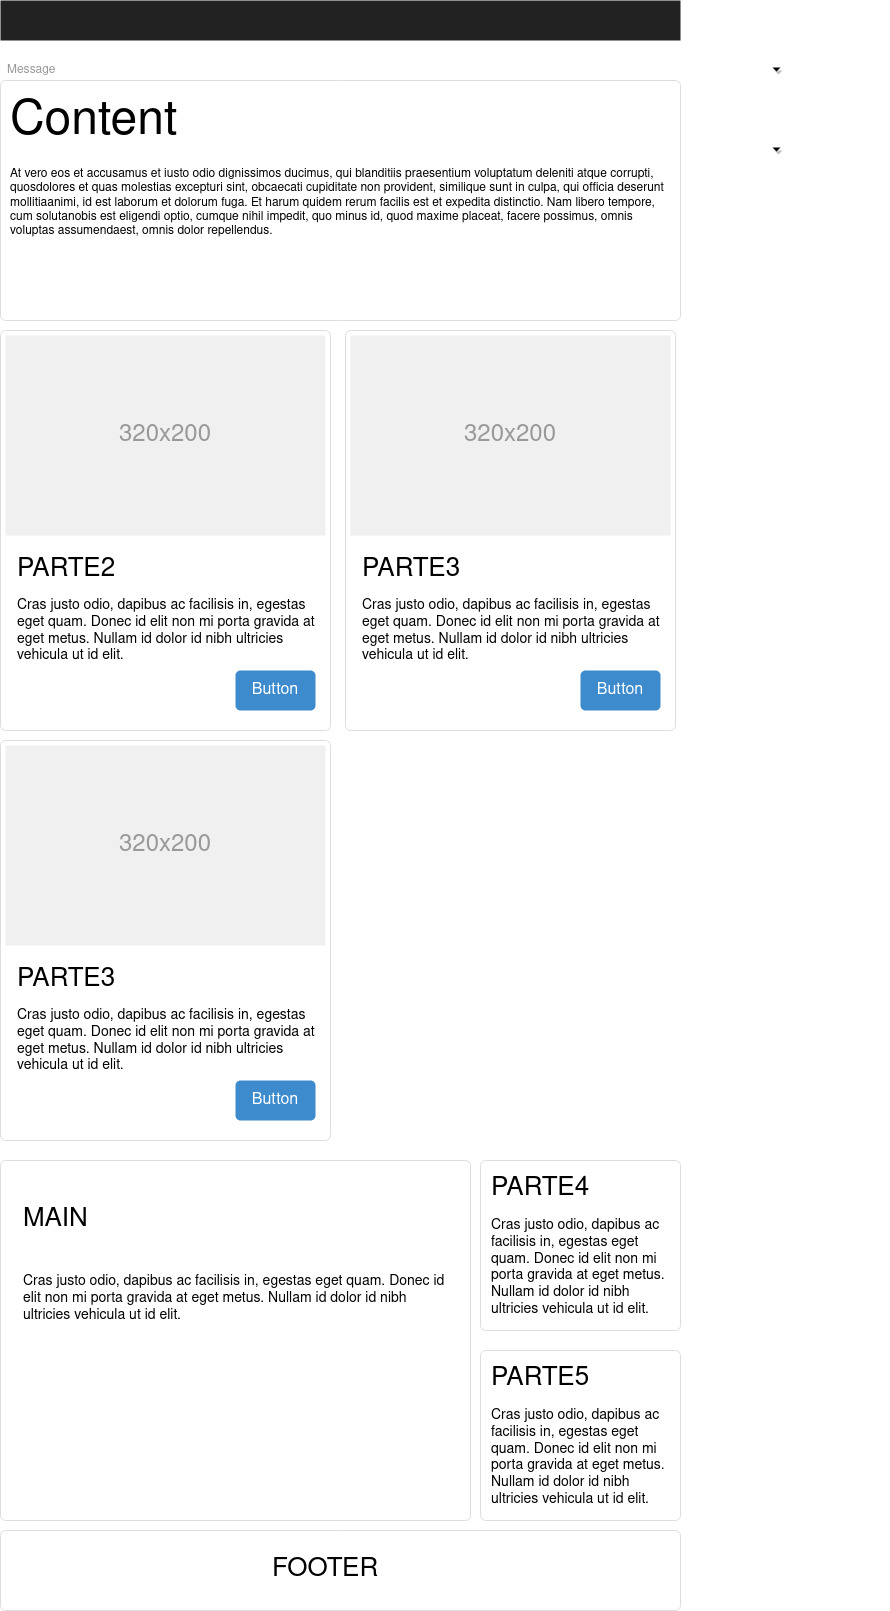 Message
Content
At vero eos et accusamus et iusto odio dignissimos ducimus, qui blanditiis praesentium voluptatum deleniti atque corrupti,
quosdolores et quas molestias excepturi sint, obcaecati cupiditate non provident, similique sunt in culpa, qui officia deserunt
mollitiaanimi, id est laborum et dolorum fuga. Et harum quidem rerum facilis est et expedita distinctio. Nam libero tempore,
cum solutanobis est eligendi optio, cumque nihil impedit, quo minus id, quod maxime placeat, facere possimus, omnis
voluptas assumendaest, omnis dolor repellendus.
320x200
PARTE2
Cras justo odio, dapibus ac facilisis in, egestas
eget quam. Donec id elit non mi porta gravida at
eget metus. Nullam id dolor id nibh ultricies
vehicula ut id elit.
Button
320x200
PARTE3
Cras justo odio, dapibus ac facilisis in, egestas
eget quam. Donec id elit non mi porta gravida at
eget metus. Nullam id dolor id nibh ultricies
vehicula ut id elit.
Button
320x200
PARTE3
Cras justo odio, dapibus ac facilisis in, egestas
eget quam. Donec id elit non mi porta gravida at
eget metus. Nullam id dolor id nibh ultricies
vehicula ut id elit.
Button
MAIN
Cras justo odio, dapibus ac facilisis in, egestas eget quam. Donec id
elit non mi porta gravida at eget metus. Nullam id dolor id nibh
ultricies vehicula ut id elit.
PARTE4
Cras justo odio, dapibus ac
facilisis in, egestas eget
quam. Donec id elit non mi
porta gravida at eget metus.
Nullam id dolor id nibh
ultricies vehicula ut id elit.
PARTE5
Cras justo odio, dapibus ac
facilisis in, egestas eget
quam. Donec id elit non mi
porta gravida at eget metus.
Nullam id dolor id nibh
ultricies vehicula ut id elit.
FOOTER